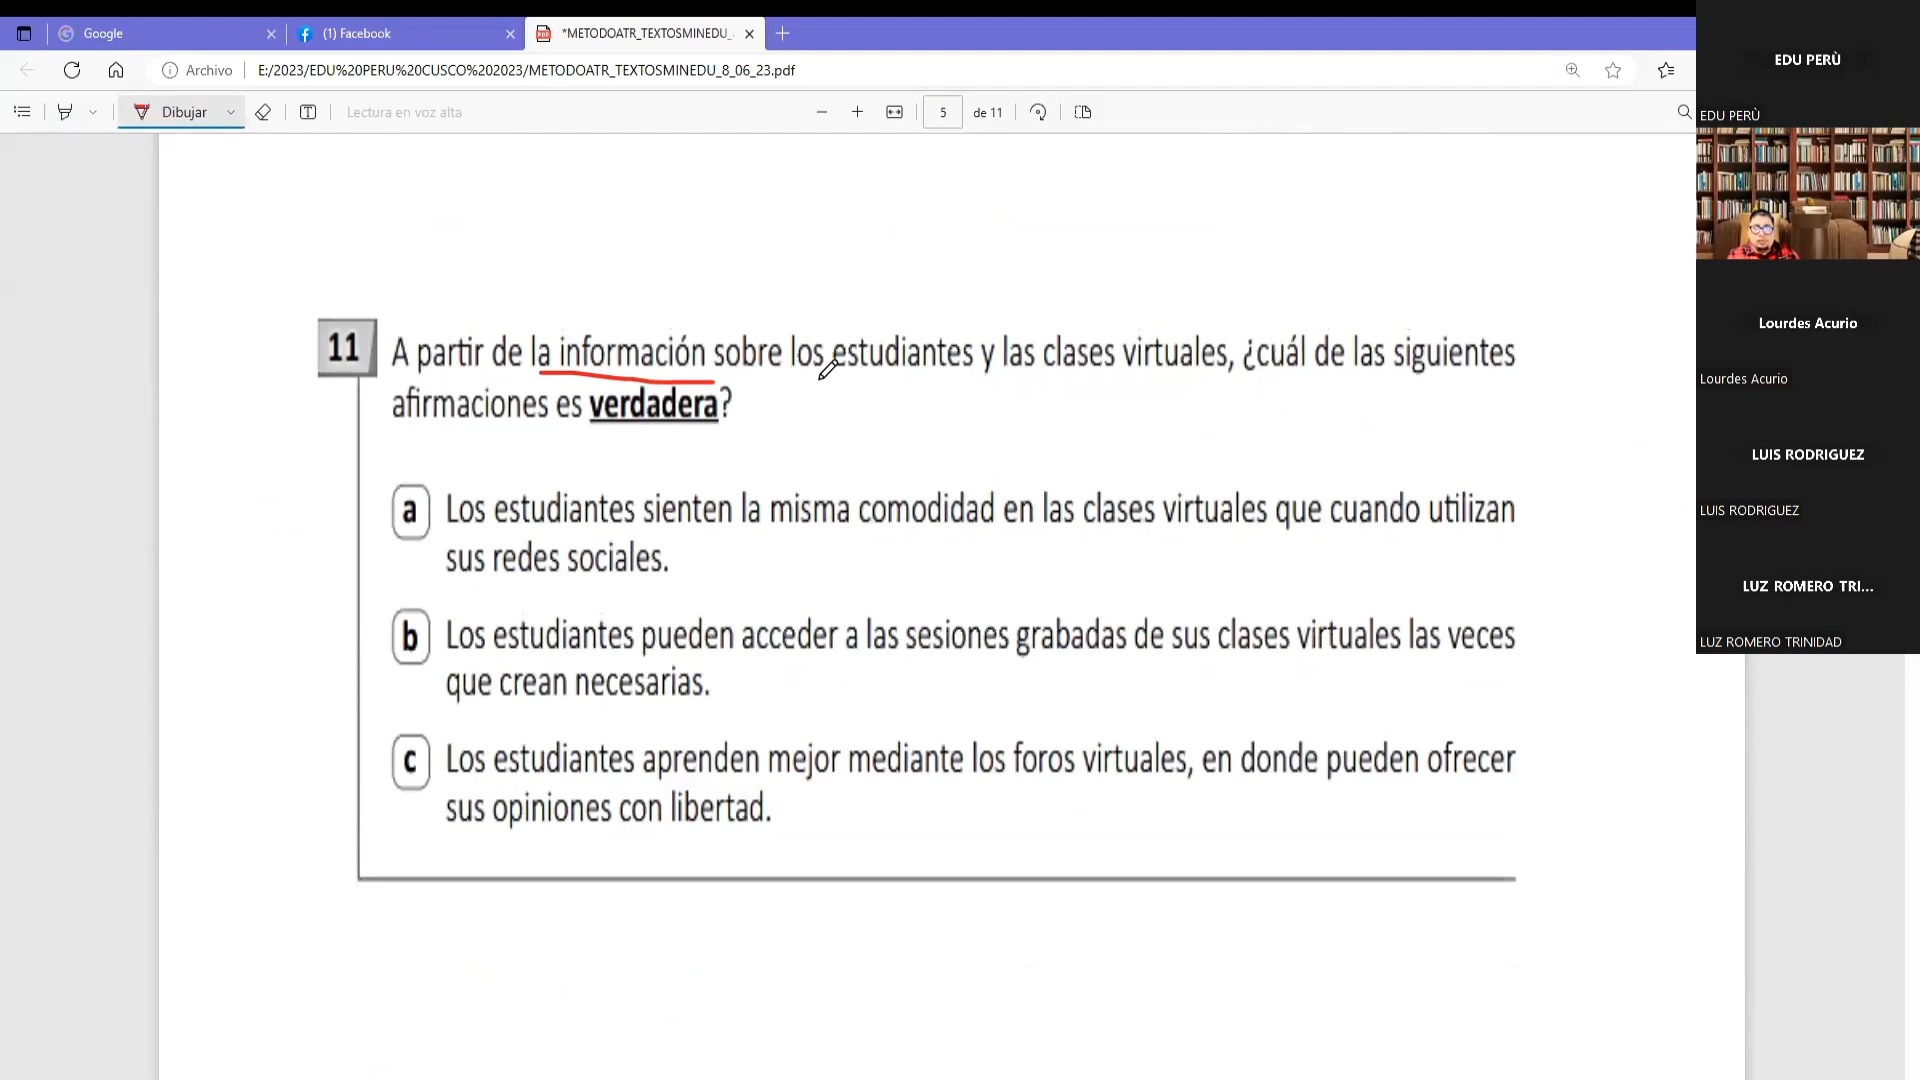 Google
(1) Facebook
*METODOATR_TEXTOSMINEDU_
Archivo
E:/2023/EDU%20PERU%20CUSCO%202023/METODOATR_TEXTOSMINEDU_8_06_23.pdf
Dibujar
Lectura en voz alta
5 de 11
EDU PERÙ
EDU PERÙ
Lourdes Acurio
Lourdes Acurio
LUIS RODRIGUEZ
LUIS RODRIGUEZ
LUZ ROMERO TRI...
LUZ ROMERO TRINIDAD
11 A partir de la información sobre los estudiantes y las clases virtuales, ¿cuál de las siguientes
afirmaciones es verdadera?
a Los estudiantes sienten la misma comodidad en las clases virtuales que cuando utilizan
sus redes sociales.
b Los estudiantes pueden acceder a las sesiones grabadas de sus clases virtuales las veces
que crean necesarias.
c Los estudiantes aprenden mejor mediante los foros virtuales, en donde pueden ofrecer
sus opiniones con libertad.